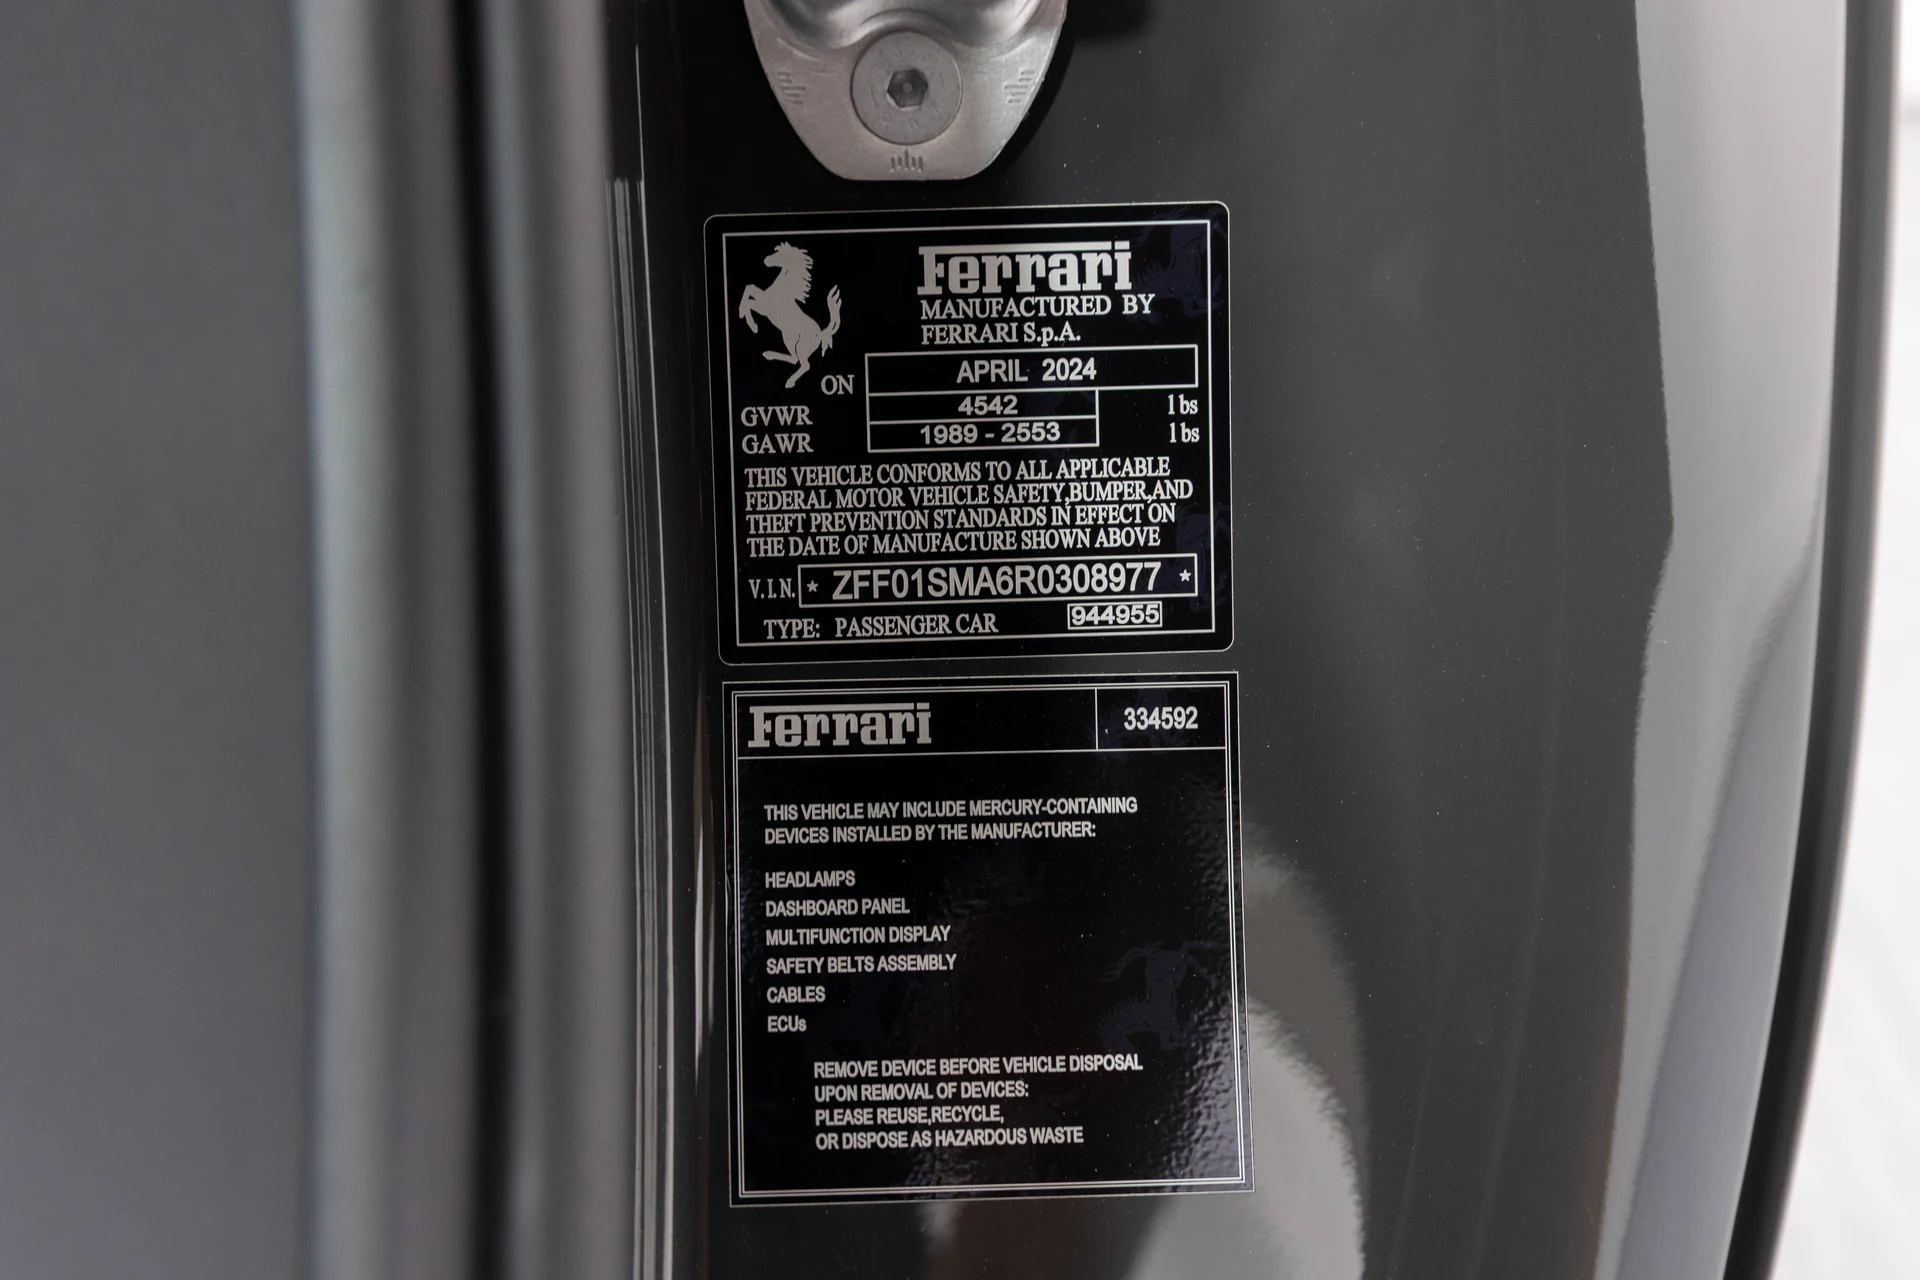 Ferrari
MANUFACTURED BY
FERRARI S.p.A.
ON APRIL 2024
GVWR 4542 lbs
GAWR 1989 - 2553 lbs
THIS VEHICLE CONFORMS TO ALL APPLICABLE
FEDERAL MOTOR VEHICLE SAFETY,BUMPER,AND
THEFT PREVENTION STANDARDS IN EFFECT ON
THE DATE OF MANUFACTURE SHOWN ABOVE
V.I.N. * ZFF01SMA6R0308977 *
TYPE: PASSENGER CAR 944955
Ferrari 334592
THIS VEHICLE MAY INCLUDE MERCURY-CONTAINING
DEVICES INSTALLED BY THE MANUFACTURER:
HEADLAMPS
DASHBOARD PANEL
MULTIFUNCTION DISPLAY
SAFETY BELTS ASSEMBLY
CABLES
ECUs
REMOVE DEVICE BEFORE VEHICLE DISPOSAL
UPON REMOVAL OF DEVICES:
PLEASE REUSE,RECYCLE,
OR DISPOSE AS HAZARDOUS WASTE